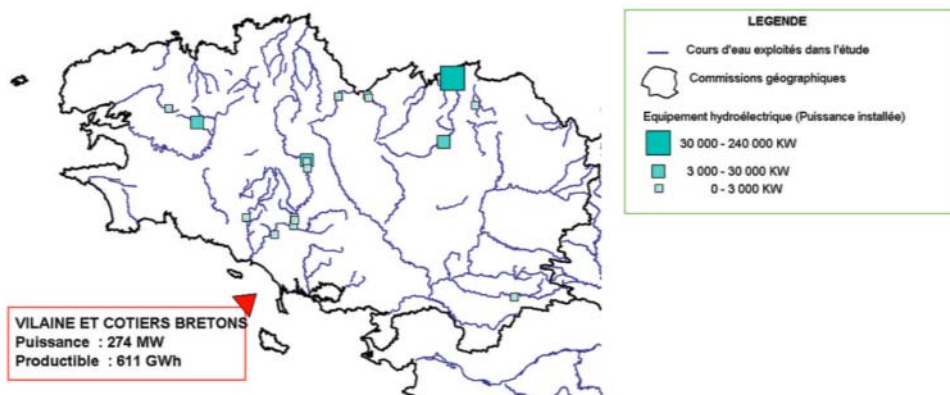 LEGENDE
Cours d'eau exploités dans l'étude
Commissions géographiques
Equipement hydroélectrique (Puissance installée)
30 000 - 240 000 KW
3 000 - 30 000 KW
0 - 3 000 KW
VILAINE ET COTIERS BRETONS
Puissance : 274 MW
Productible : 611 GWh